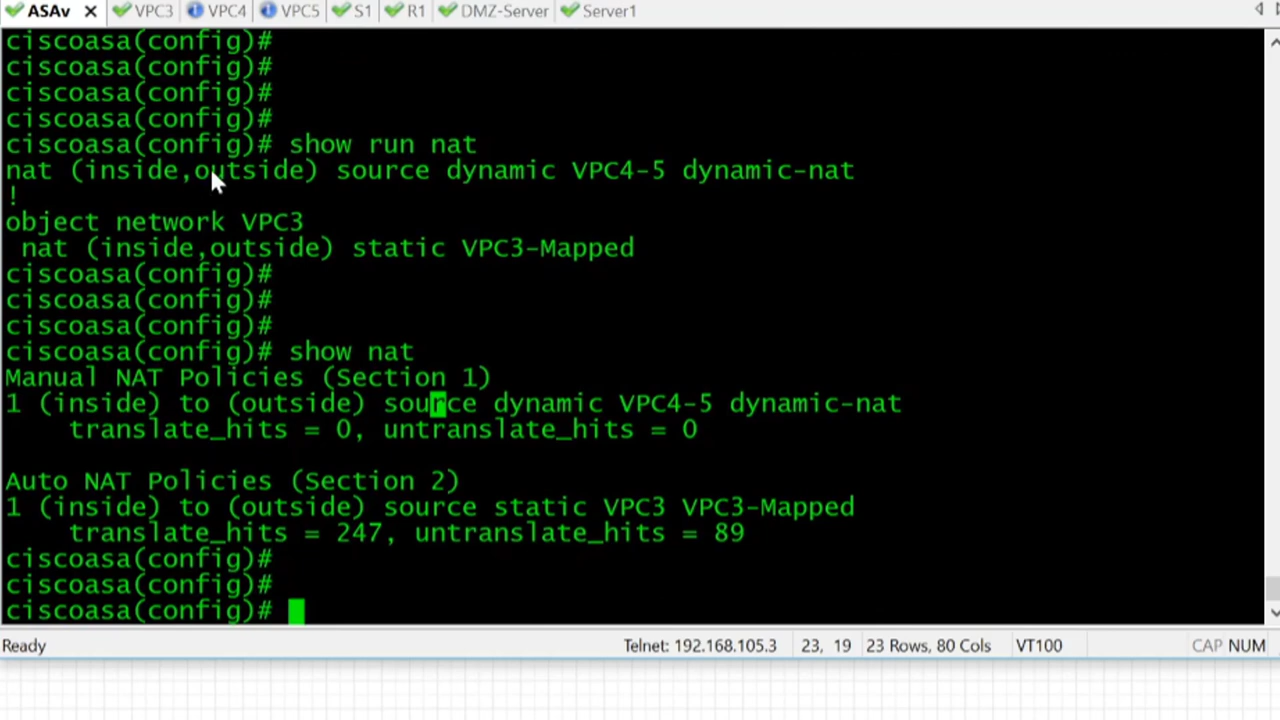 ASAv VPC3 VPC4 VPC5 S1 R1 DMZ-Server Server1
ciscoasa(config)#
ciscoasa(config)#
ciscoasa(config)#
ciscoasa(config)#
ciscoasa(config)# show run nat
nat (inside,outside) source dynamic VPC4-5 dynamic-nat
!
object network VPC3
 nat (inside,outside) static VPC3-Mapped
ciscoasa(config)#
ciscoasa(config)#
ciscoasa(config)#
ciscoasa(config)# show nat
Manual NAT Policies (Section 1)
1 (inside) to (outside) source dynamic VPC4-5 dynamic-nat
    translate_hits = 0, untranslate_hits = 0
Auto NAT Policies (Section 2)
1 (inside) to (outside) source static VPC3 VPC3-Mapped
    translate_hits = 247, untranslate_hits = 89
ciscoasa(config)#
ciscoasa(config)#
ciscoasa(config)#
Ready Telnet: 192.168.105.3 23, 19 23 Rows, 80 Cols VT100 CAP NUM